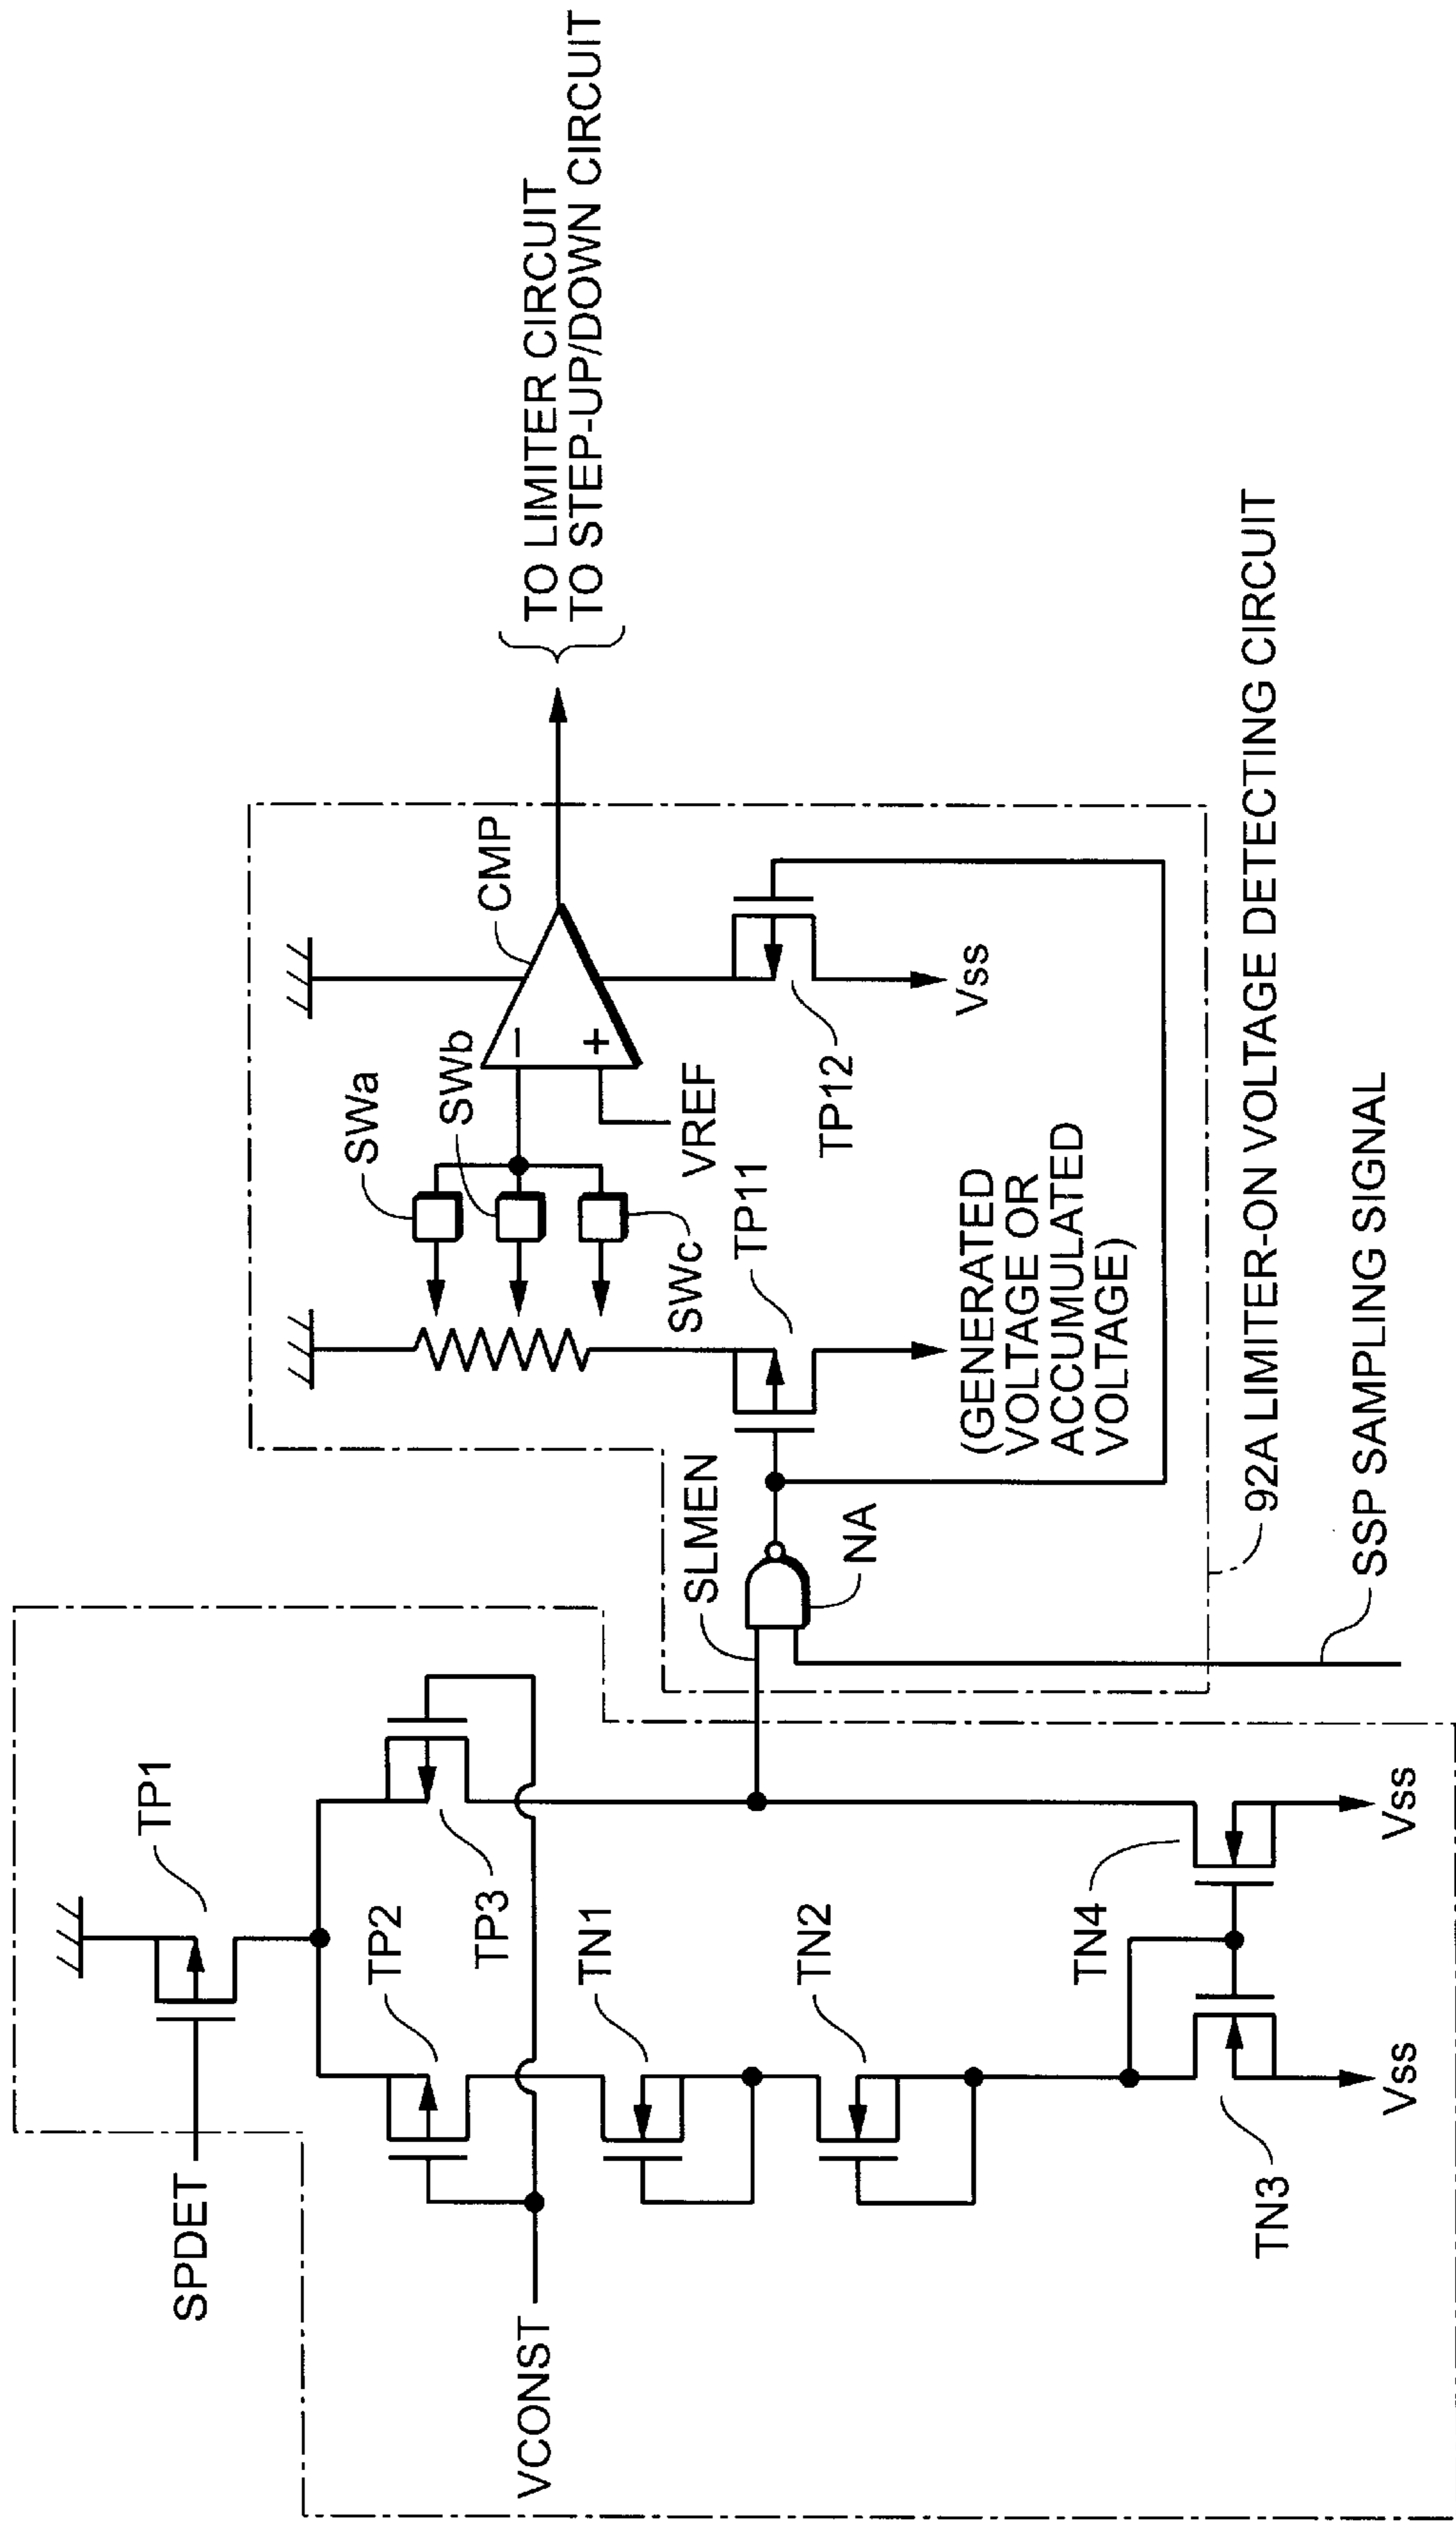 SPDET
TP1
VCONST
TP2
TP3
TN1
TN2
TN4
TN3
Vss
Vss
SLMEN
NA
SWa
SWb
SWc
CMP
−
+
VREF
TP11
TP12
Vss
(GENERATED
VOLTAGE OR
ACCUMULATED
VOLTAGE)
TO LIMITER CIRCUIT
TO STEP-UP/DOWN CIRCUIT
92A LIMITER-ON VOLTAGE DETECTING CIRCUIT
SSP SAMPLING SIGNAL